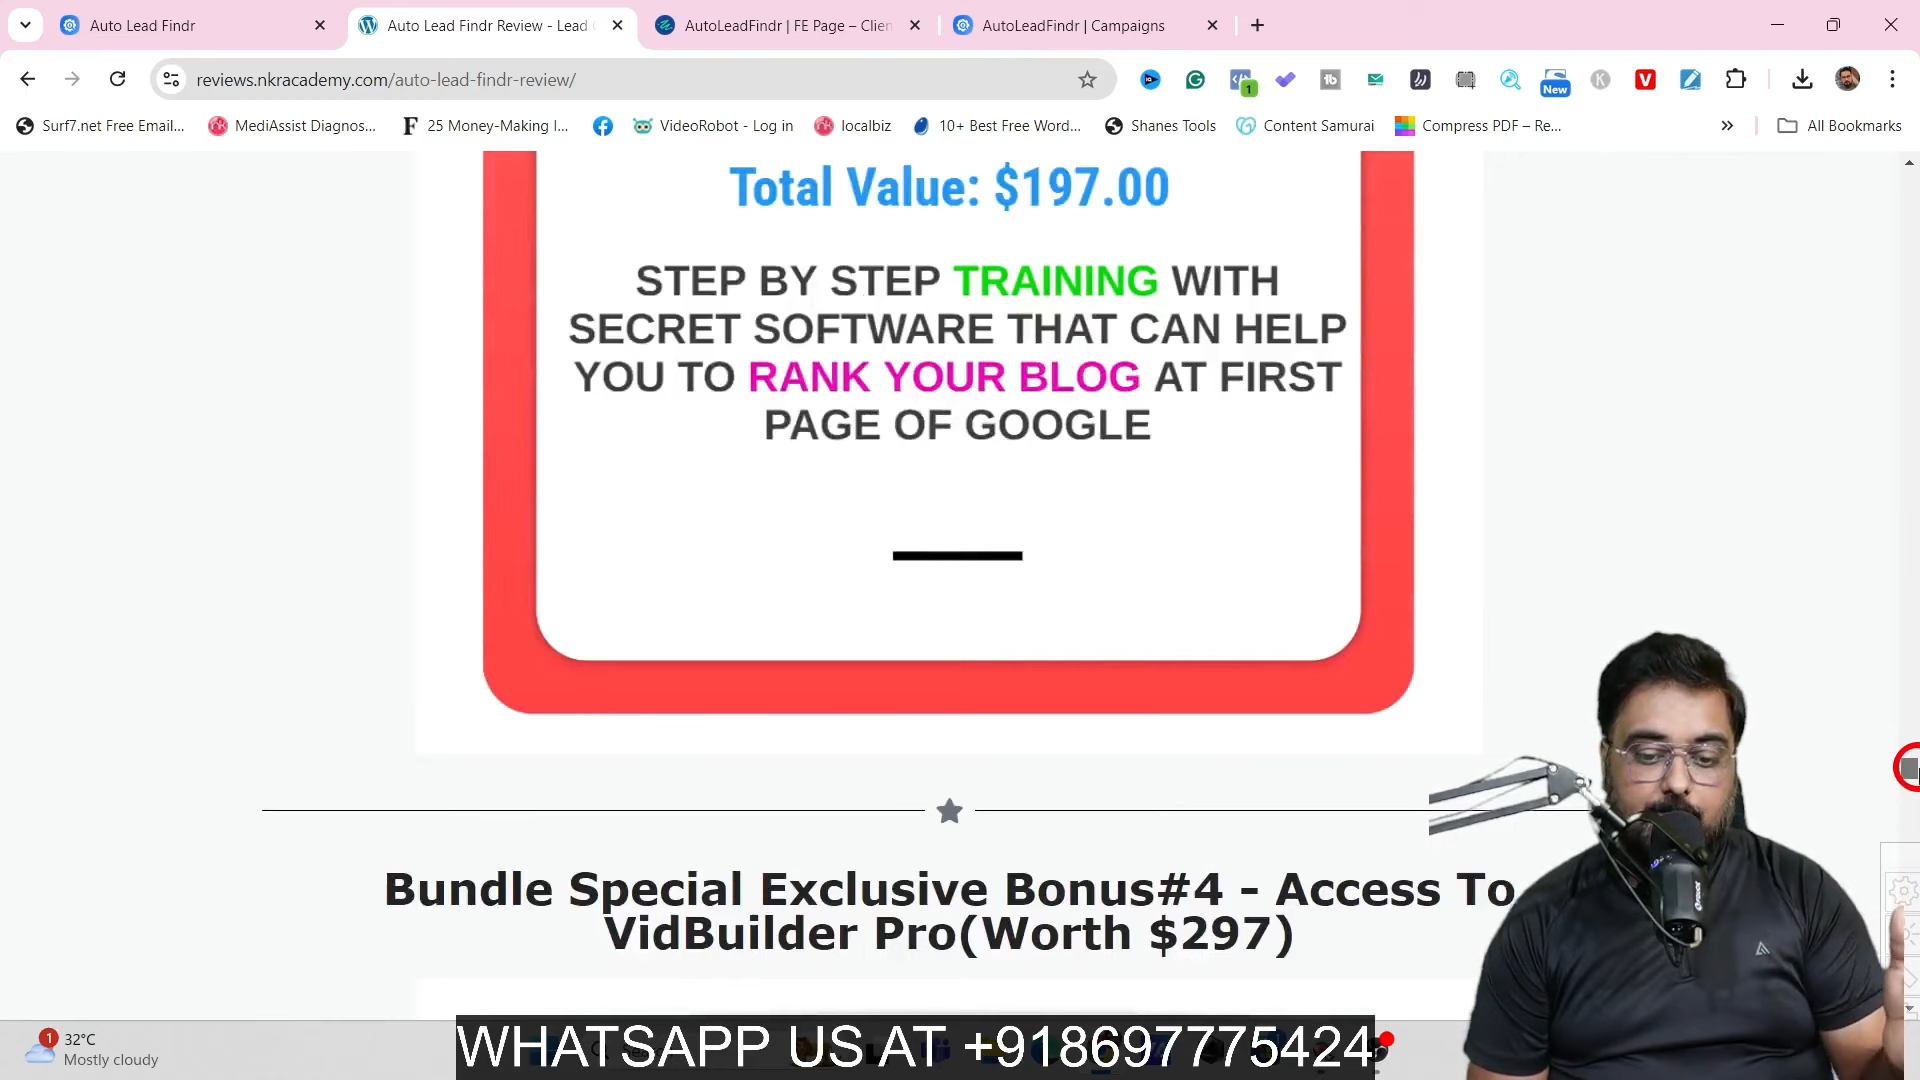 Auto Lead Findr
Auto Lead Findr Review - Lead
AutoLeadFindr | FE Page – Clien
AutoLeadFindr | Campaigns
reviews.nkracademy.com/auto-lead-findr-review/
1
New
K
V
Surf7.net Free Email...
MediAssist Diagnos...
25 Money-Making I...
VideoRobot - Log in
localbiz
10+ Best Free Word...
Shanes Tools
Content Samurai
Compress PDF – Re...
All Bookmarks
Total Value: $197.00
STEP BY STEP TRAINING WITH
SECRET SOFTWARE THAT CAN HELP
YOU TO RANK YOUR BLOG AT FIRST
PAGE OF GOOGLE
Bundle Special Exclusive Bonus#4 - Access To
VidBuilder Pro(Worth $297)
1
32°C
Mostly cloudy
WHATSAPP US AT +918697775424